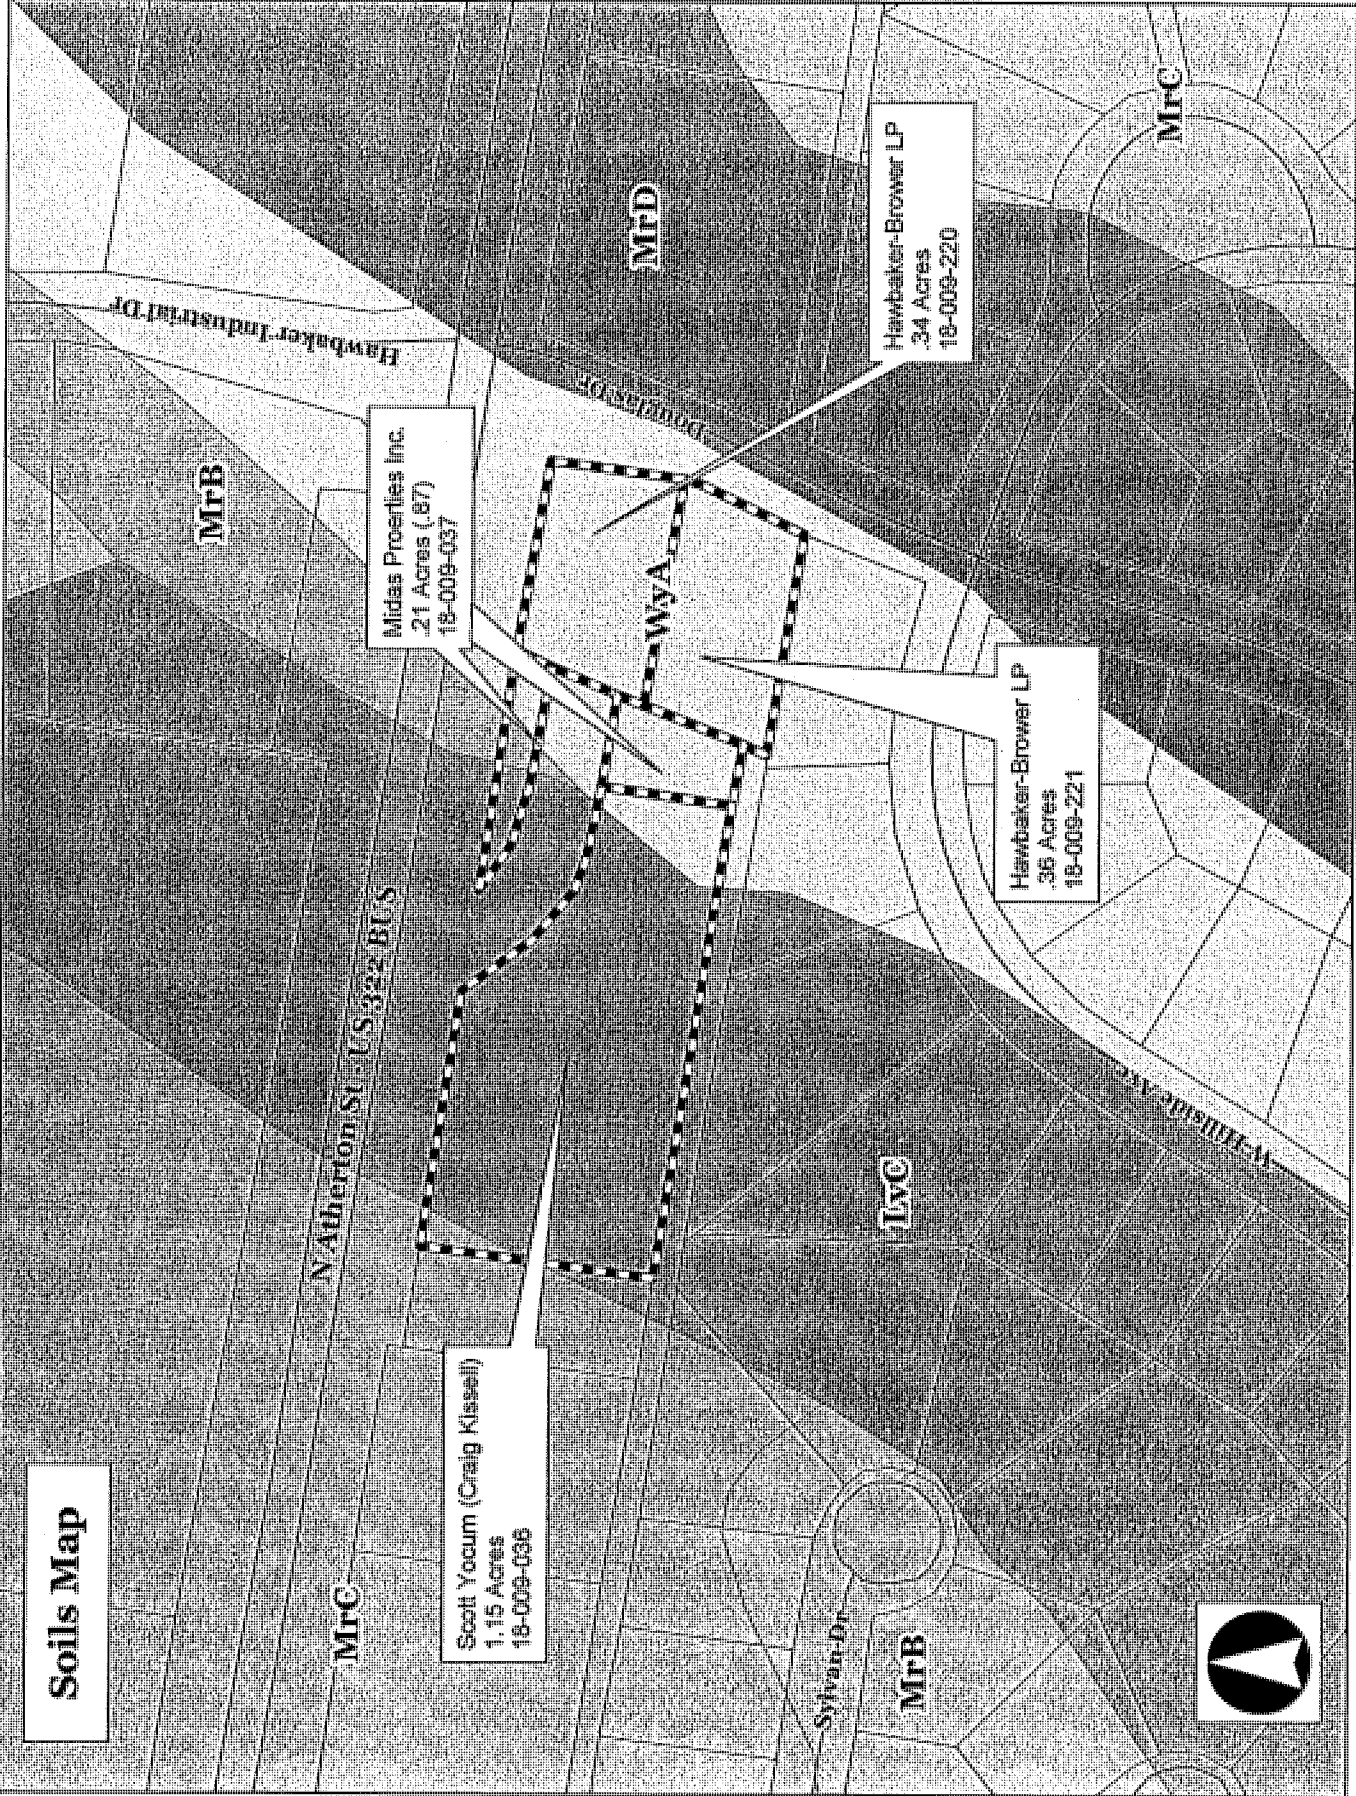 Soils Map
MrC
N Atherton St - US 322 BUS
MrB
Hawbaker Industrial Dr
Midas Proerties Inc.
.21 Acres (.87)
18-009-037
Scott Yocum (Craig Kissell)
1.15 Acres
18-009-036
WyA
Douglas Dr
MrD
Hawbaker-Brower LP
.34 Acres
18-009-220
Hawbaker-Brower LP
.36 Acres
18-009-221
Sylvan Dr
MrB
LvC
W Hillside Ave
MrC